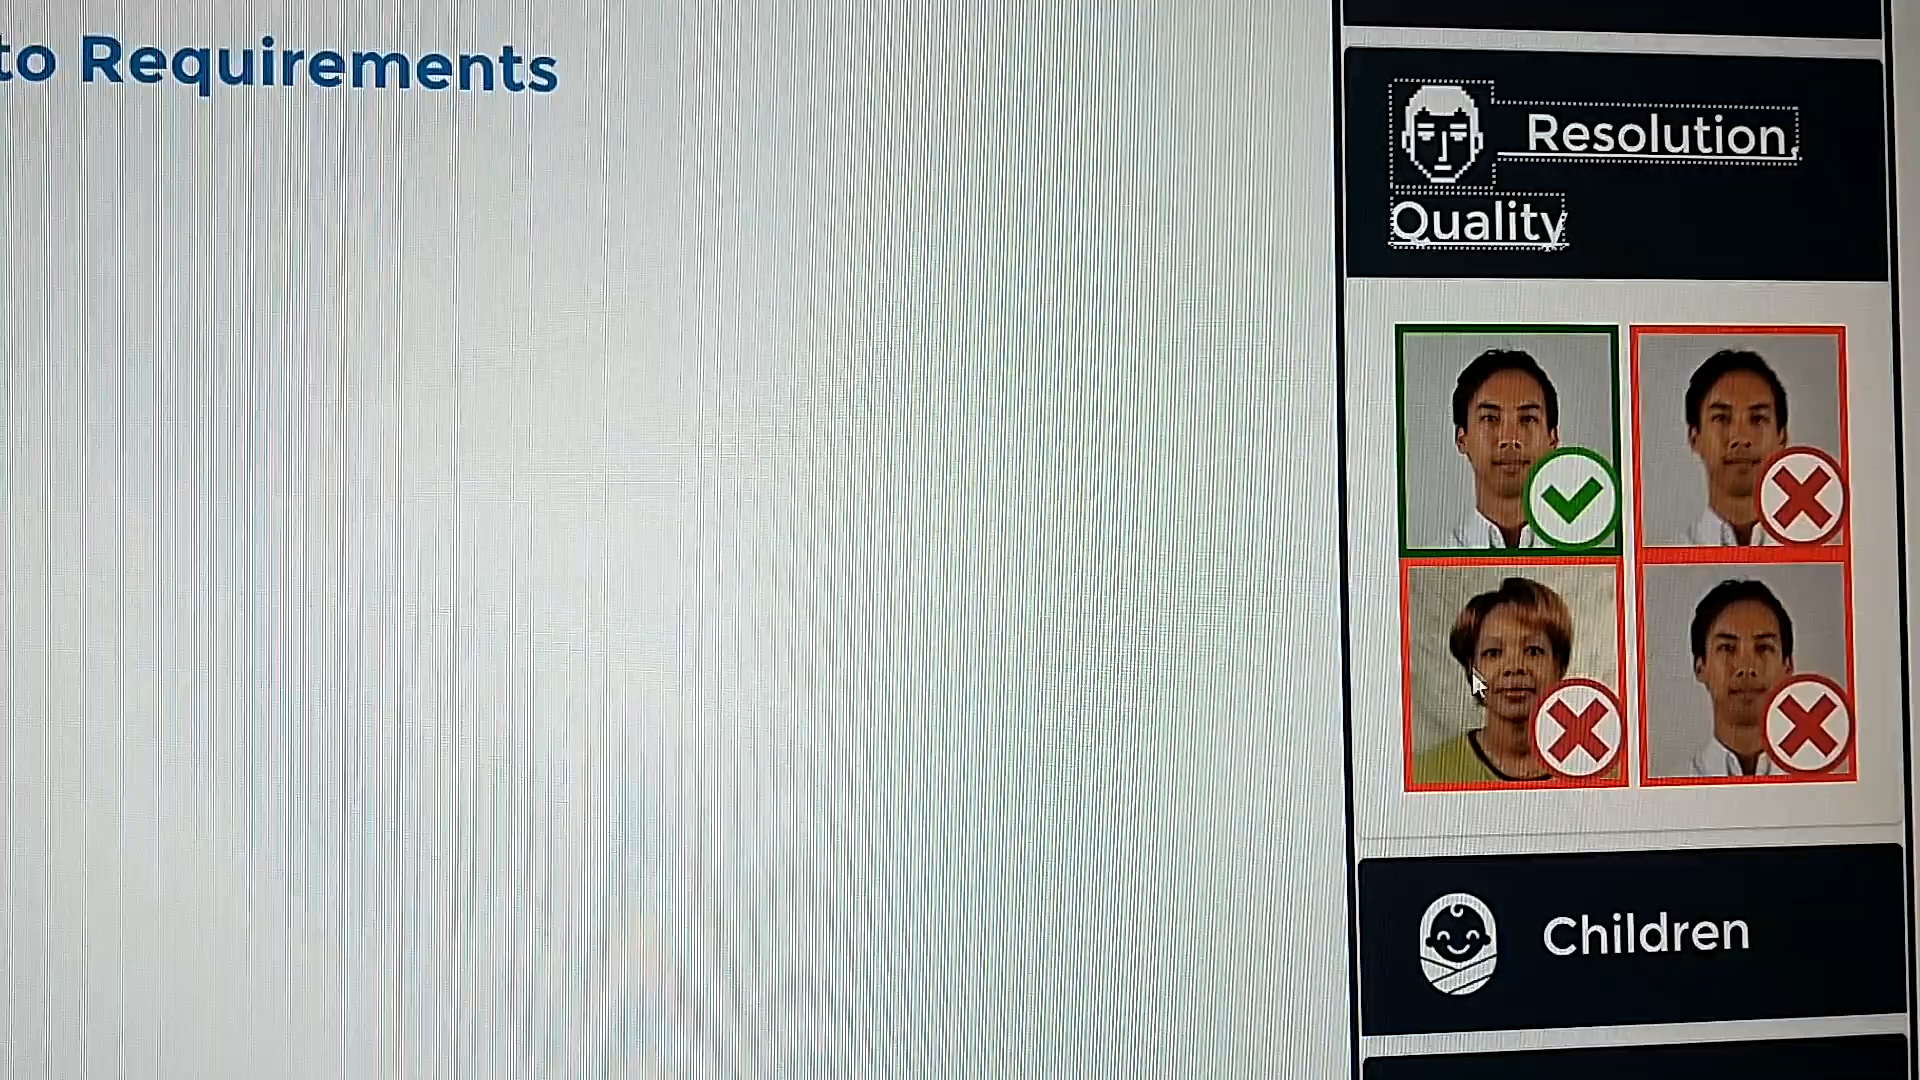 to Requirements
Resolution,
Quality
Children